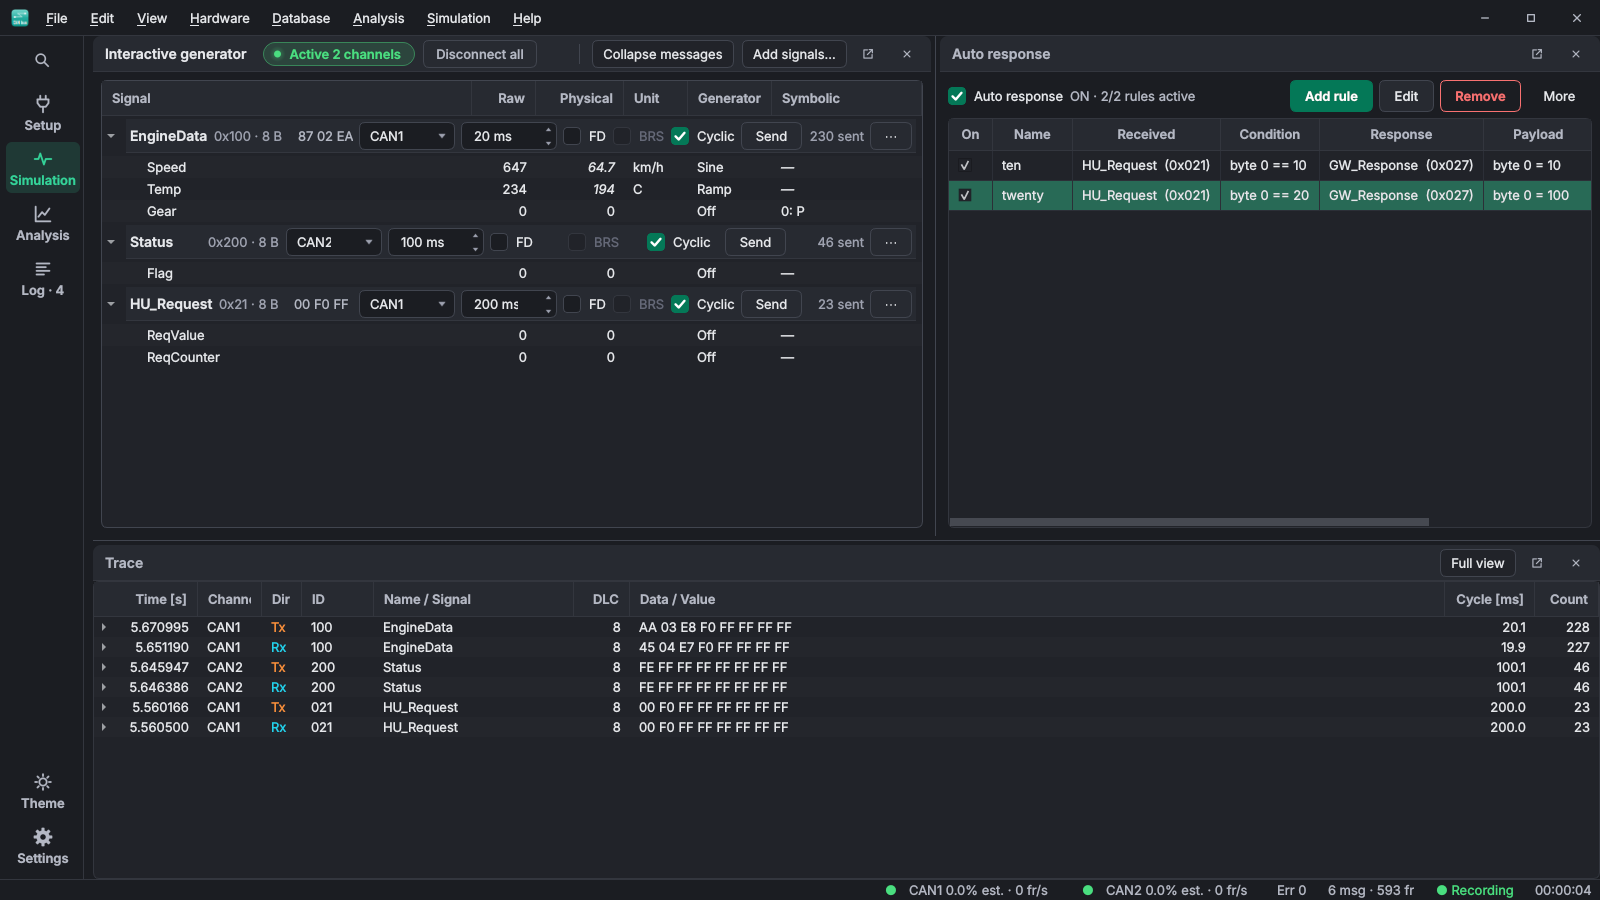 File Edit View Hardware Database Analysis Simulation Help
Setup
Simulation
Analysis
Log · 4
Theme
Settings
Interactive generator Active 2 channels Disconnect all Collapse messages Add signals...
Signal Raw Physical Unit Generator Symbolic
EngineData 0x100 · 8 B 87 02 EA CAN1 20 ms FD BRS Cyclic Send 230 sent ...
Speed 647 64.7 km/h Sine —
Temp 234 194 C Ramp —
Gear 0 0 Off 0: P
Status 0x200 · 8 B CAN2 100 ms FD BRS Cyclic Send 46 sent ...
Flag 0 0 Off —
HU_Request 0x21 · 8 B 00 F0 FF CAN1 200 ms FD BRS Cyclic Send 23 sent ...
ReqValue 0 0 Off —
ReqCounter 0 0 Off —
Auto response
Auto response ON · 2/2 rules active Add rule Edit Remove More
On Name Received Condition Response Payload
ten HU_Request (0x021) byte 0 == 10 GW_Response (0x027) byte 0 = 10
twenty HU_Request (0x021) byte 0 == 20 GW_Response (0x027) byte 0 = 100
Trace Full view
Time [s] Channe Dir ID Name / Signal DLC Data / Value Cycle [ms] Count
5.670995 CAN1 Tx 100 EngineData 8 AA 03 E8 F0 FF FF FF FF 20.1 228
5.651190 CAN1 Rx 100 EngineData 8 45 04 E7 F0 FF FF FF FF 19.9 227
5.645947 CAN2 Tx 200 Status 8 FE FF FF FF FF FF FF FF 100.1 46
5.646386 CAN2 Rx 200 Status 8 FE FF FF FF FF FF FF FF 100.1 46
5.560166 CAN1 Tx 021 HU_Request 8 00 F0 FF FF FF FF FF FF 200.0 23
5.560500 CAN1 Rx 021 HU_Request 8 00 F0 FF FF FF FF FF FF 200.0 23
CAN1 0.0% est. · 0 fr/s CAN2 0.0% est. · 0 fr/s Err 0 6 msg · 593 fr Recording 00:00:04